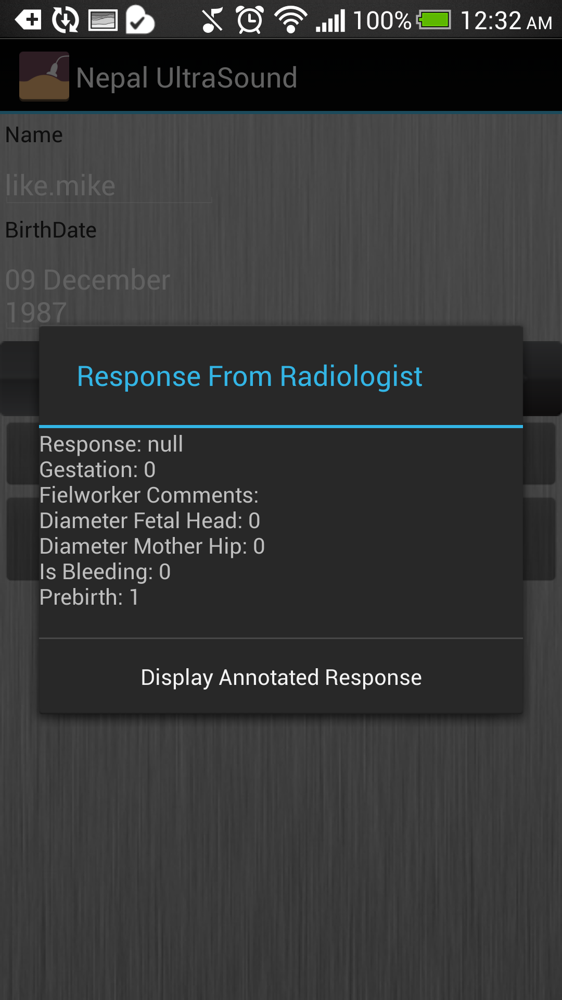 100% 12:32 AM
Nepal UltraSound
Name
like.mike
BirthDate
09 December
1987
Response From Radiologist
Response: null
Gestation: 0
Fielworker Comments:
Diameter Fetal Head: 0
Diameter Mother Hip: 0
Is Bleeding: 0
Prebirth: 1
Display Annotated Response